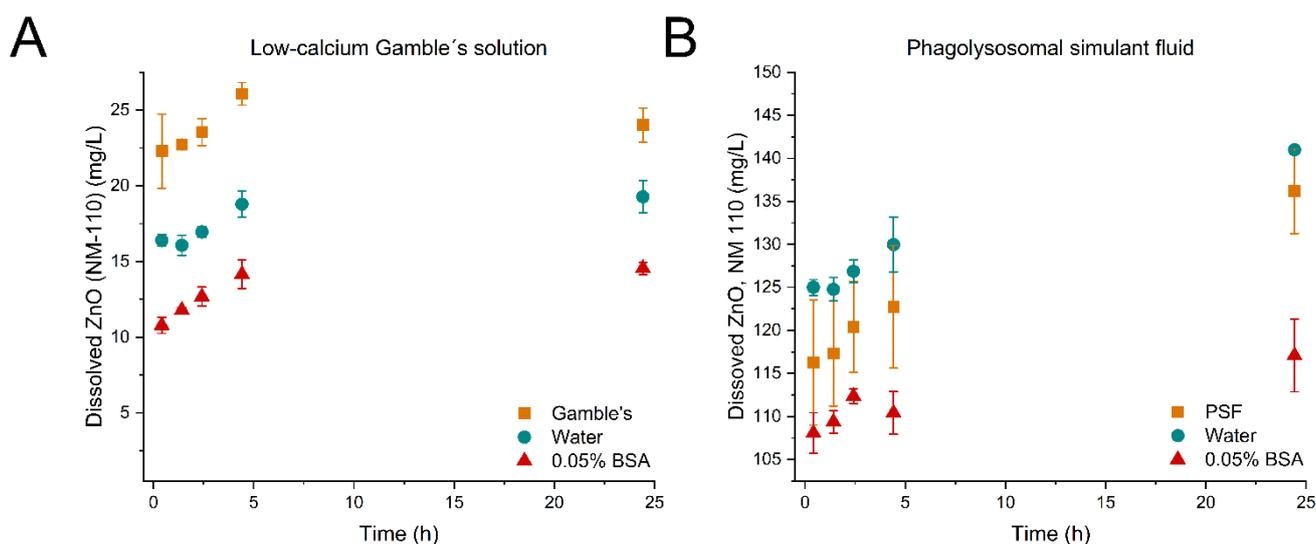 A
Low-calcium Gamble´s solution
Dissolved ZnO (NM-110) (mg/L)
25
20
15
10
5
0
5
10
15
20
25
Time (h)
Gamble's
Water
0.05% BSA
B
Phagolysosomal simulant fluid
Dissoved ZnO, NM 110 (mg/L)
150
145
140
135
130
125
120
115
110
105
0
5
10
15
20
25
Time (h)
PSF
Water
0.05% BSA